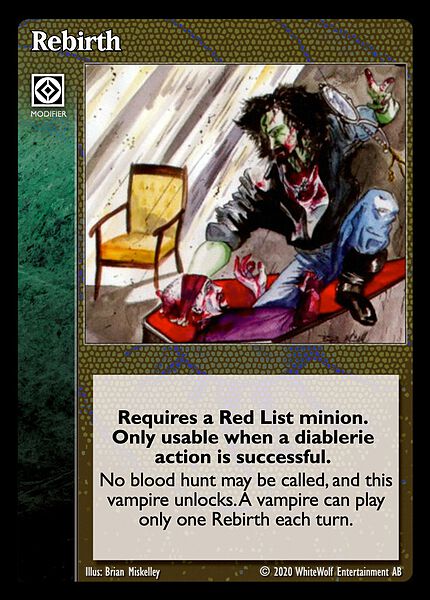 Rebirth
MODIFIER
Requires a Red List minion.
Only usable when a diablerie
action is successful.
No blood hunt may be called, and this
vampire unlocks. A vampire can play
only one Rebirth each turn.
Illus: Brian Miskelley © 2020 WhiteWolf Entertainment AB